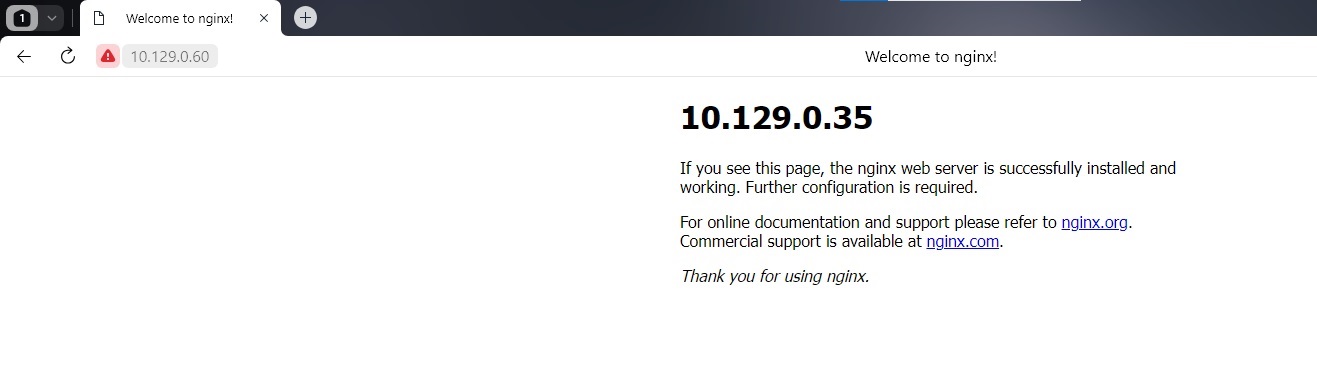 1
Welcome to nginx!
10.129.0.60
Welcome to nginx!
10.129.0.35
If you see this page, the nginx web server is successfully installed and
working. Further configuration is required.
For online documentation and support please refer to nginx.org.
Commercial support is available at nginx.com.
Thank you for using nginx.